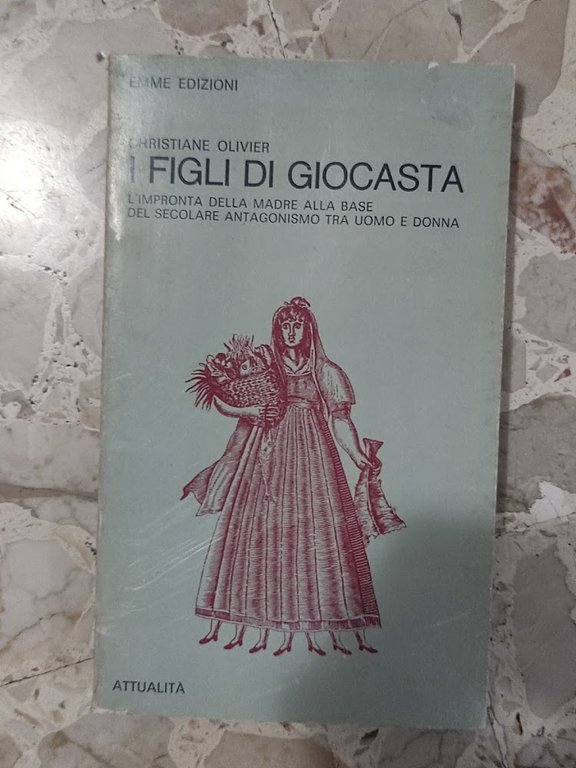 EMME EDIZIONI
CHRISTIANE OLIVIER
I FIGLI DI GIOCASTA
L'IMPRONTA DELLA MADRE ALLA BASE
DEL SECOLARE ANTAGONISMO TRA UOMO E DONNA
ATTUALITÀ